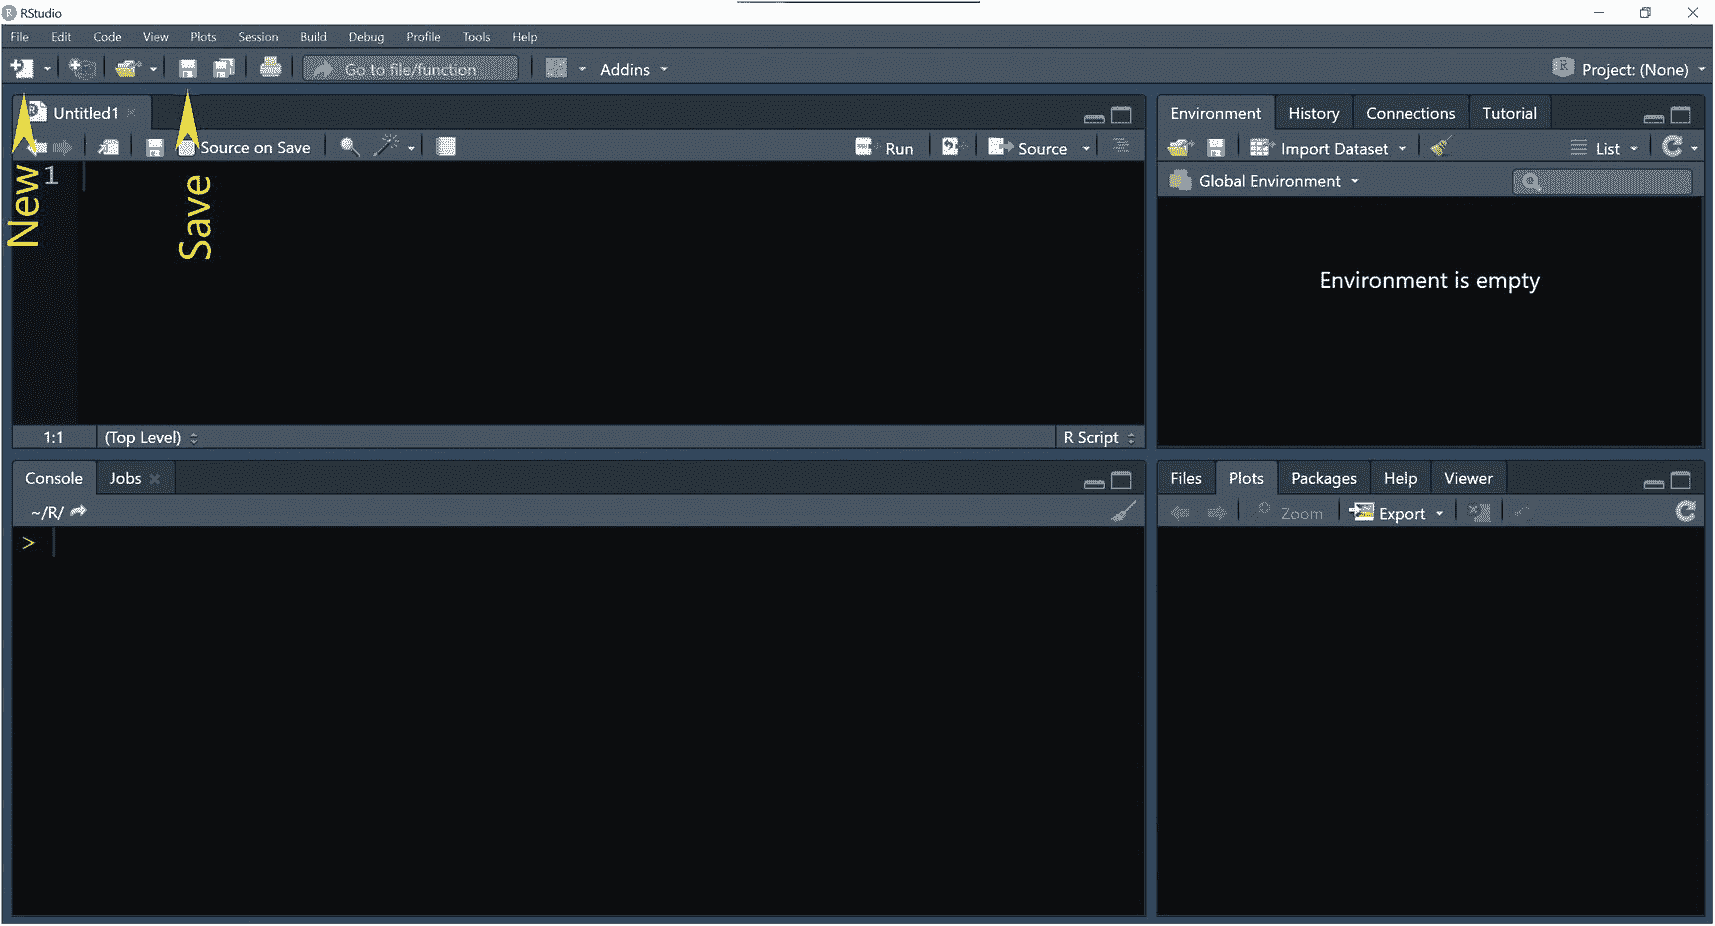 RStudio
File Edit Code View Plots Session Build Debug Profile Tools Help
Go to file/function Addins Project: (None)
Untitled1
Source on Save Run Source
1
New
Save
1:1 (Top Level) R Script
Environment History Connections Tutorial
Import Dataset List
Global Environment
Environment is empty
Console Jobs
~/R/
>
Files Plots Packages Help Viewer
Zoom Export